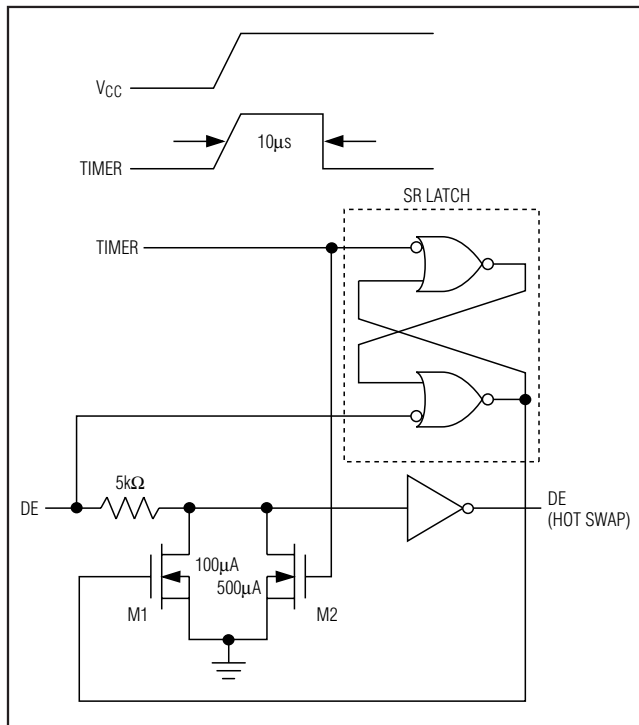 VCC
10μs
TIMER
SR LATCH
TIMER
5kΩ
DE
DE
(HOT SWAP)
100μA
500μA
M1
M2